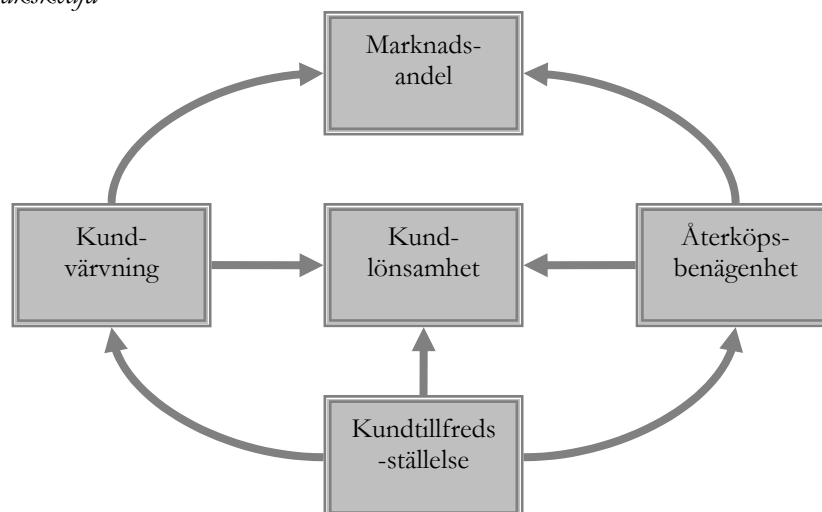 Marknads-
andel
Kund-
värvning
Kund-
lönsamhet
Återköps-
benägenhet
Kundtillfreds
-ställelse